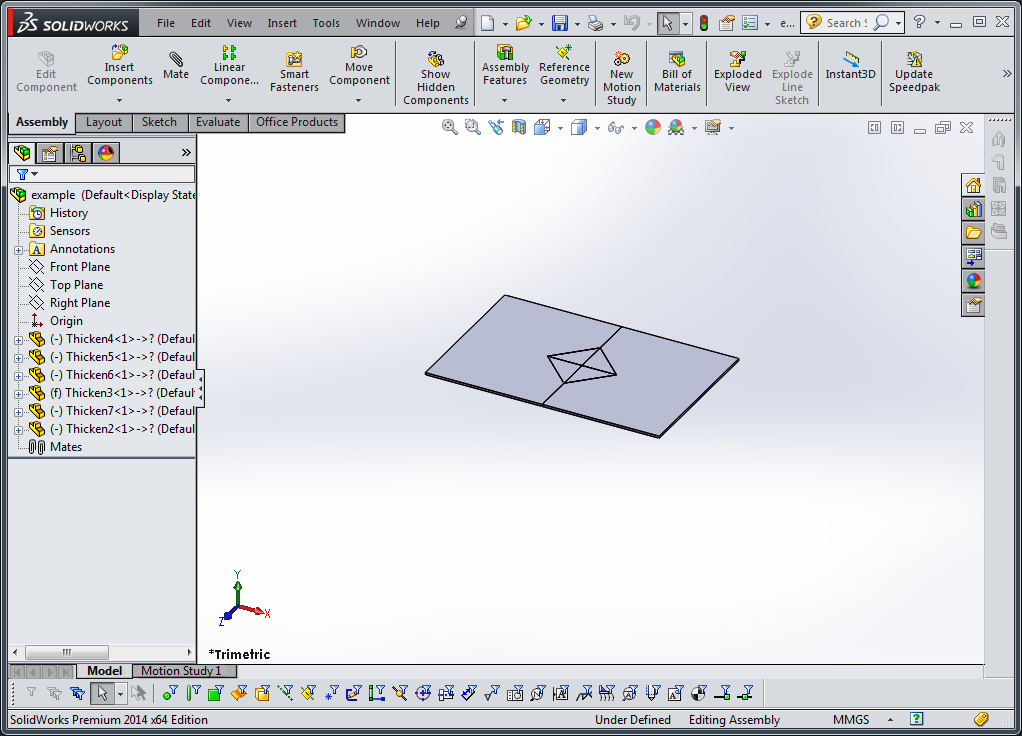 SOLIDWORKS File Edit View Insert Tools Window Help e... Search
Edit Component
Insert Components
Mate
Linear Compone...
Smart Fasteners
Move Component
Show Hidden Components
Assembly Features
Reference Geometry
New Motion Study
Bill of Materials
Exploded View
Explode Line Sketch
Instant3D
Update Speedpak
Assembly Layout Sketch Evaluate Office Products
example (Default<Display State
History
Sensors
Annotations
Front Plane
Top Plane
Right Plane
Origin
(-) Thicken4<1>->? (Defaul
(-) Thicken5<1>->? (Defaul
(-) Thicken6<1>->? (Defaul
(f) Thicken3<1>->? (Defaul
(-) Thicken7<1>->? (Defaul
(-) Thicken2<1>->? (Defaul
Mates
Y
X
Z
*Trimetric
Model Motion Study 1
SolidWorks Premium 2014 x64 Edition Under Defined Editing Assembly MMGS